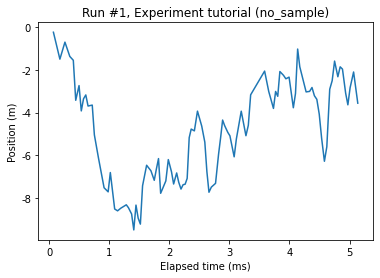 Run #1, Experiment tutorial (no_sample)
Position (m)
0
-2
-4
-6
-8
0 1 2 3 4 5
Elapsed time (ms)